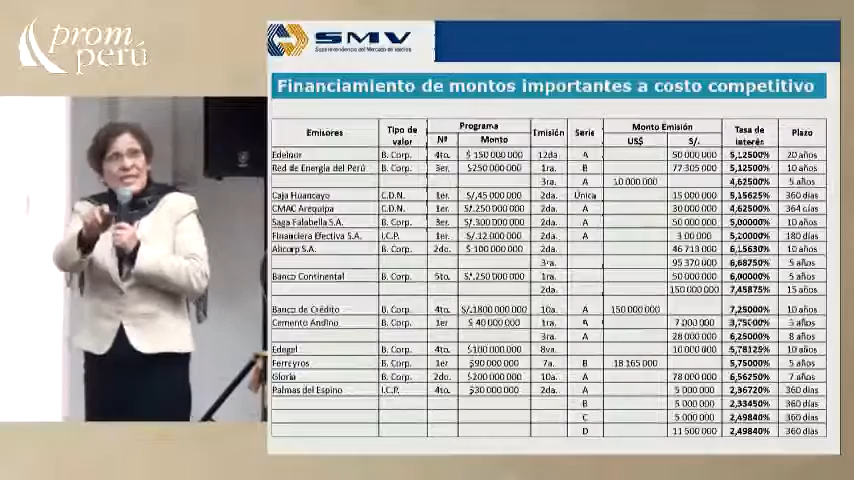 prom
perú
SMV
Superintendencia del Mercado de Valores
Financiamiento de montos importantes a costo competitivo
Emisores Tipo de valor Programa Emisión Serie Monto Emisión Tasa de interés Plazo
Nº Monto US$ S/.
Edelnor B. Corp. 4to. $ 150 000 000 12da. A 50 000 000 5,12500% 20 años
Red de Energía del Perú B. Corp. 3er. $250 000 000 1ra. B 77 305 000 5,12500% 10 años
3ra. A 10 000 000 4,62500% 5 años
Caja Huancayo C.D.N. 1er. S/.45 000 000 2da. Única 15 000 000 5,15625% 360 días
CMAC Arequipa C.D.N. 1er. S/.250 000 000 2da. A 30 000 000 4,62500% 364 días
Saga Falabella S.A. B. Corp. 3er. S/.300 000 000 2da. A 50 000 000 5,00000% 10 años
Financiera Efectiva S.A. I.C.P. 1er. S/.12 000 000 2da. A 5,20000% 180 días
Alicorp S.A. B. Corp. 2do. $ 100 000 000 2da. 46 713 000 6,15630% 10 años
3ra. 95 370 000 6,68750% 5 años
Banco Continental B. Corp. 5to. S/.250 000 000 1ra. 50 000 000 6,00000% 5 años
2da. 150 000 000 7,45875% 15 años
Banco de Crédito B. Corp. 4to. S/.1800 000 000 10a. A 150 000 000 7,25000% 10 años
Cemento Andino B. Corp. 1er $ 40 000 000 1ra. A 7 000 000 3,75000% años
3ra. A 28 000 000 6,25000% 8 años
Edegel B. Corp. 4to. $100 000 000 8va. 10 000 000 5,78125% 10 años
Ferreyros B. Corp. 1er $90 000 000 7a. B 18 165 000 5,75000% 5 años
Gloria B. Corp. 2do. $200 000 000 10a. A 78 000 000 6,56250% 7 años
Palmas del Espino I.C.P. 4to. $30 000 000 2da. A 5 000 000 2,36720% 360 días
B 5 000 000 2,33450% 360 días
C 5 000 000 2,49840% 360 días
D 11 500 000 2,49840% 360 días